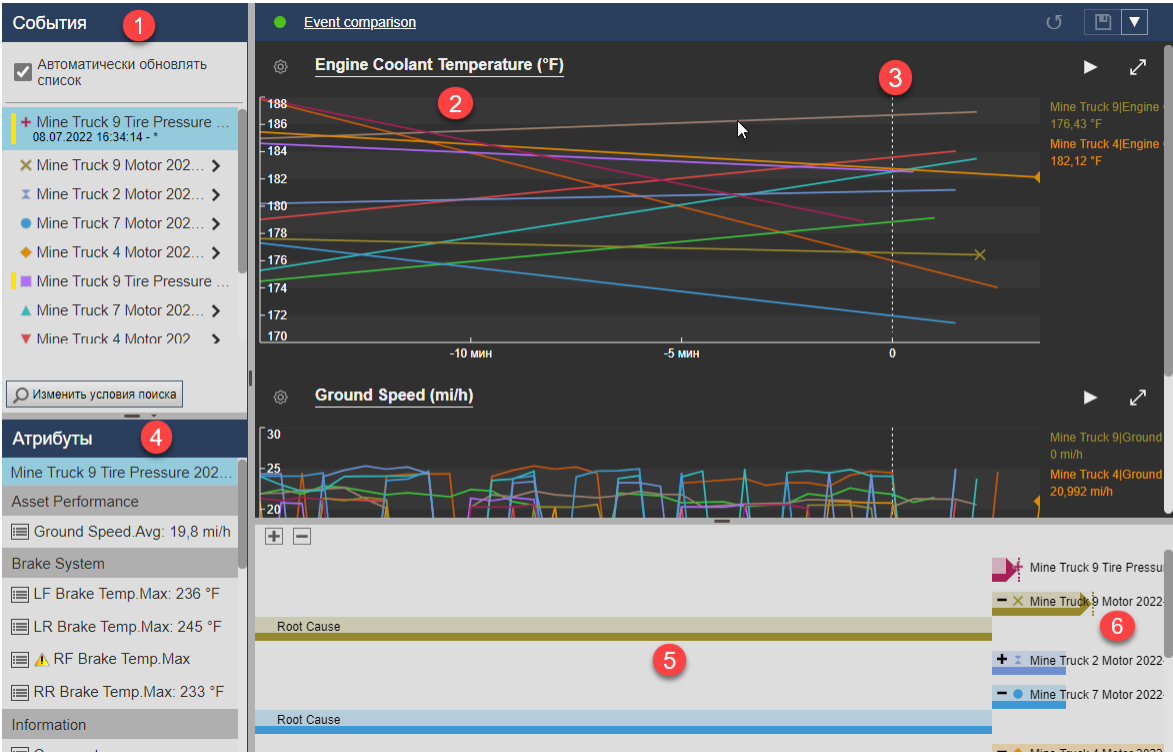 События
1
Автоматически обновлять
список
Mine Truck 9 Tire Pressure ...
08.07.2022 16:34:14 - *
Mine Truck 9 Motor 202...
Mine Truck 2 Motor 202...
Mine Truck 7 Motor 202...
Mine Truck 4 Motor 202...
Mine Truck 9 Tire Pressure ...
Mine Truck 7 Motor 202...
Mine Truck 4 Motor 202
Изменить условия поиска
Атрибуты
4
Mine Truck 9 Tire Pressure 202...
Asset Performance
Ground Speed.Avg: 19,8 mi/h
Brake System
LF Brake Temp.Max: 236 °F
LR Brake Temp.Max: 245 °F
RF Brake Temp.Max
RR Brake Temp.Max: 233 °F
Information
Event comparison
Engine Coolant Temperature (°F)
2
3
188
186
184
182
180
178
176
174
172
170
-10 мин
-5 мин
0
Mine Truck 9|Engine
176,43 °F
Mine Truck 4|Engine
182,12 °F
Ground Speed (mi/h)
30
25
20
Mine Truck 9|Ground
0 mi/h
Mine Truck 4|Ground
20,992 mi/h
Mine Truck 9 Tire Pressu
Mine Truck 9 Motor 2022-
6
Root Cause
5
Mine Truck 2 Motor 2022-
Mine Truck 7 Motor 2022-
Root Cause
Mine Truck 4 Motor 2022